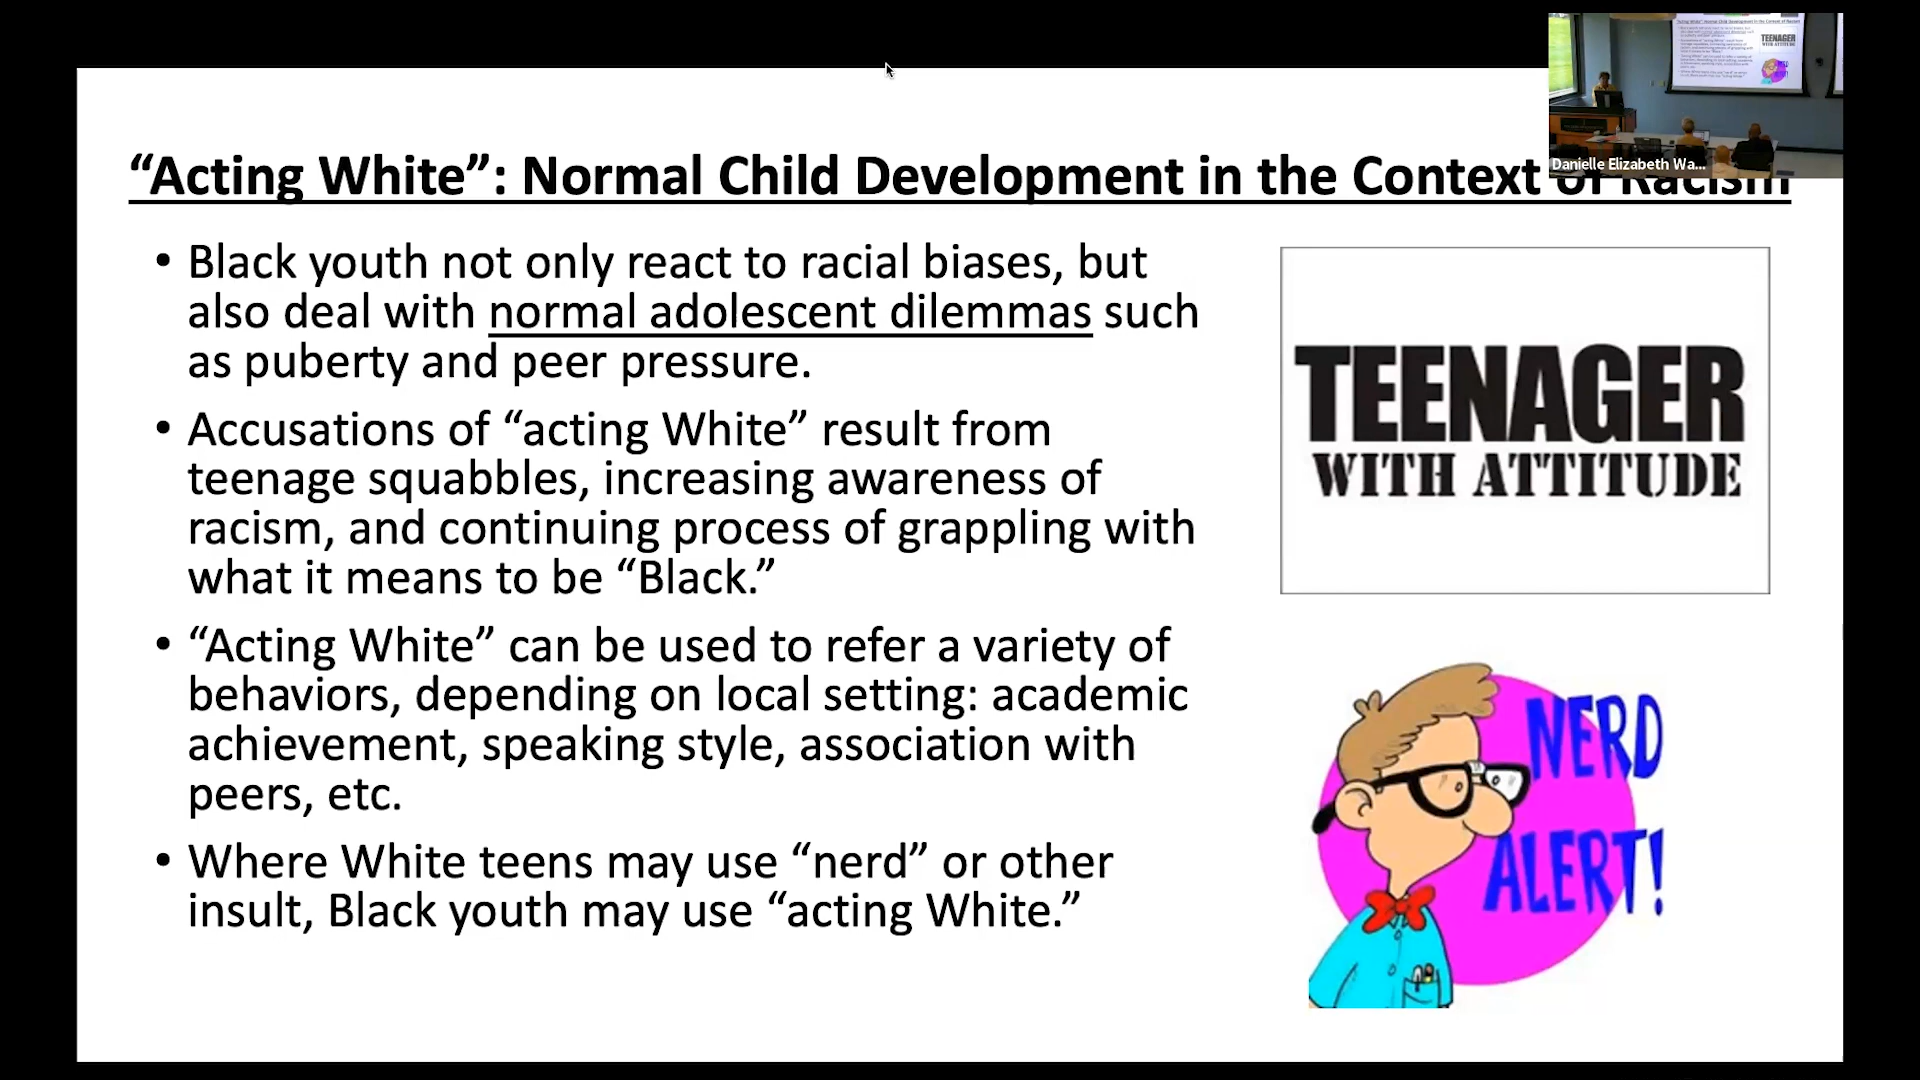 Danielle Elizabeth Wa...
“Acting White”: Normal Child Development in the Context of Racism
• Black youth not only react to racial biases, but
also deal with normal adolescent dilemmas such
as puberty and peer pressure.
• Accusations of “acting White” result from
teenage squabbles, increasing awareness of
racism, and continuing process of grappling with
what it means to be “Black.”
• “Acting White” can be used to refer a variety of
behaviors, depending on local setting: academic
achievement, speaking style, association with
peers, etc.
• Where White teens may use “nerd” or other
insult, Black youth may use “acting White.”
TEENAGER
WITH ATTITUDE
NERD
ALERT!